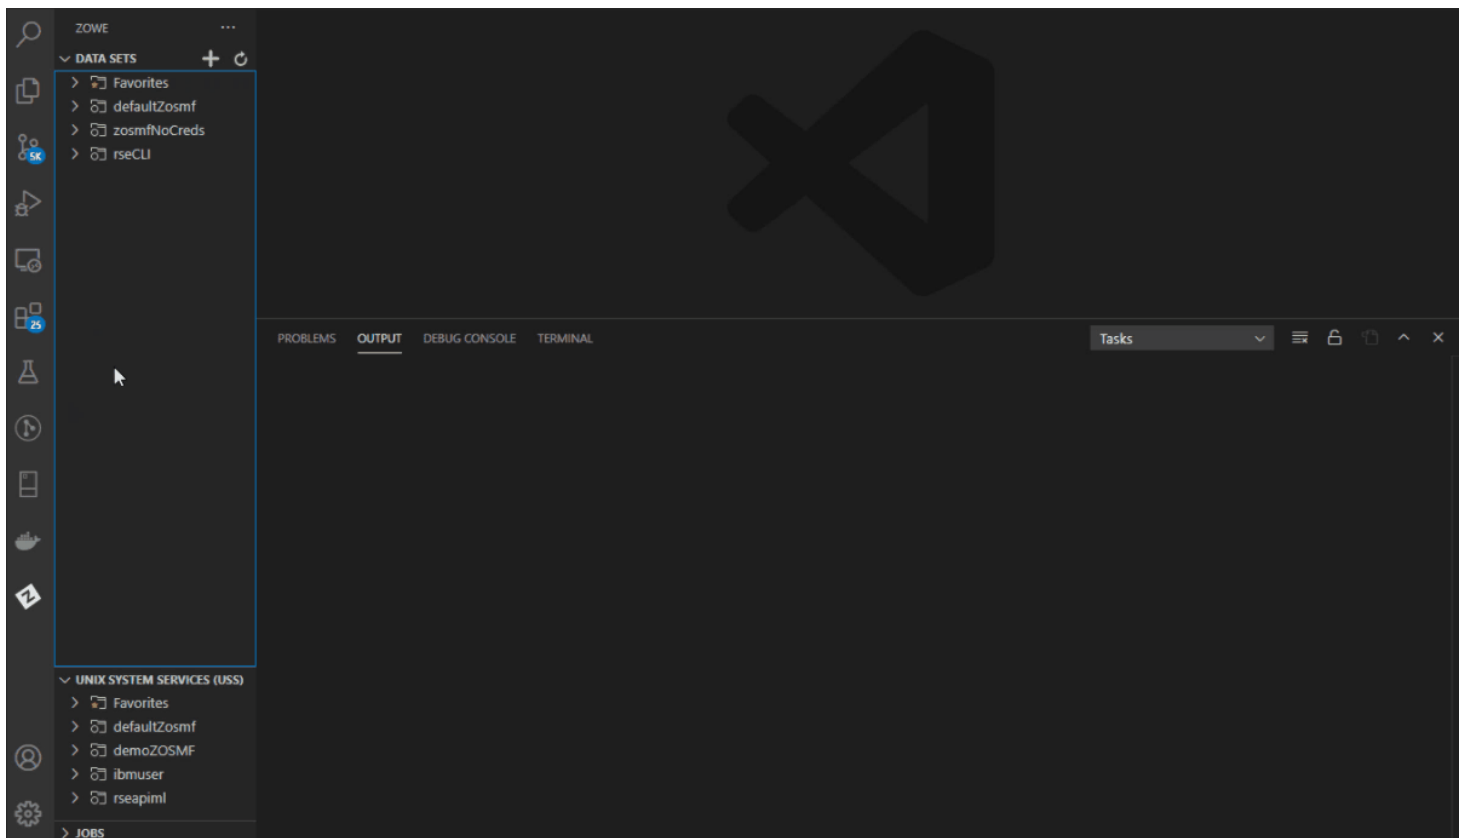 ZOWE
DATA SETS
Favorites
defaultZosmf
zosmfNoCreds
rseCLI
5K
25
PROBLEMS OUTPUT DEBUG CONSOLE TERMINAL
Tasks
UNIX SYSTEM SERVICES (USS)
Favorites
defaultZosmf
demoZOSMF
ibmuser
rseapiml
JOBS